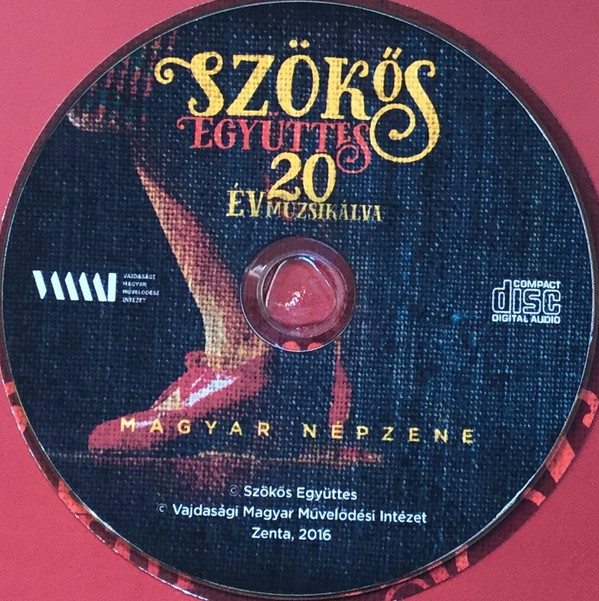 SZÖKŐS
EGYÜTTES
20
ÉV MUZSIKÁLVA
VMMI
VAJDASÁGI
MAGYAR
MŰVELŐDÉSI
INTÉZET
COMPACT
disc
DIGITAL AUDIO
MAGYAR NÉPZENE
© Szökős Együttes
© Vajdasági Magyar Művelődési Intézet
Zenta, 2016